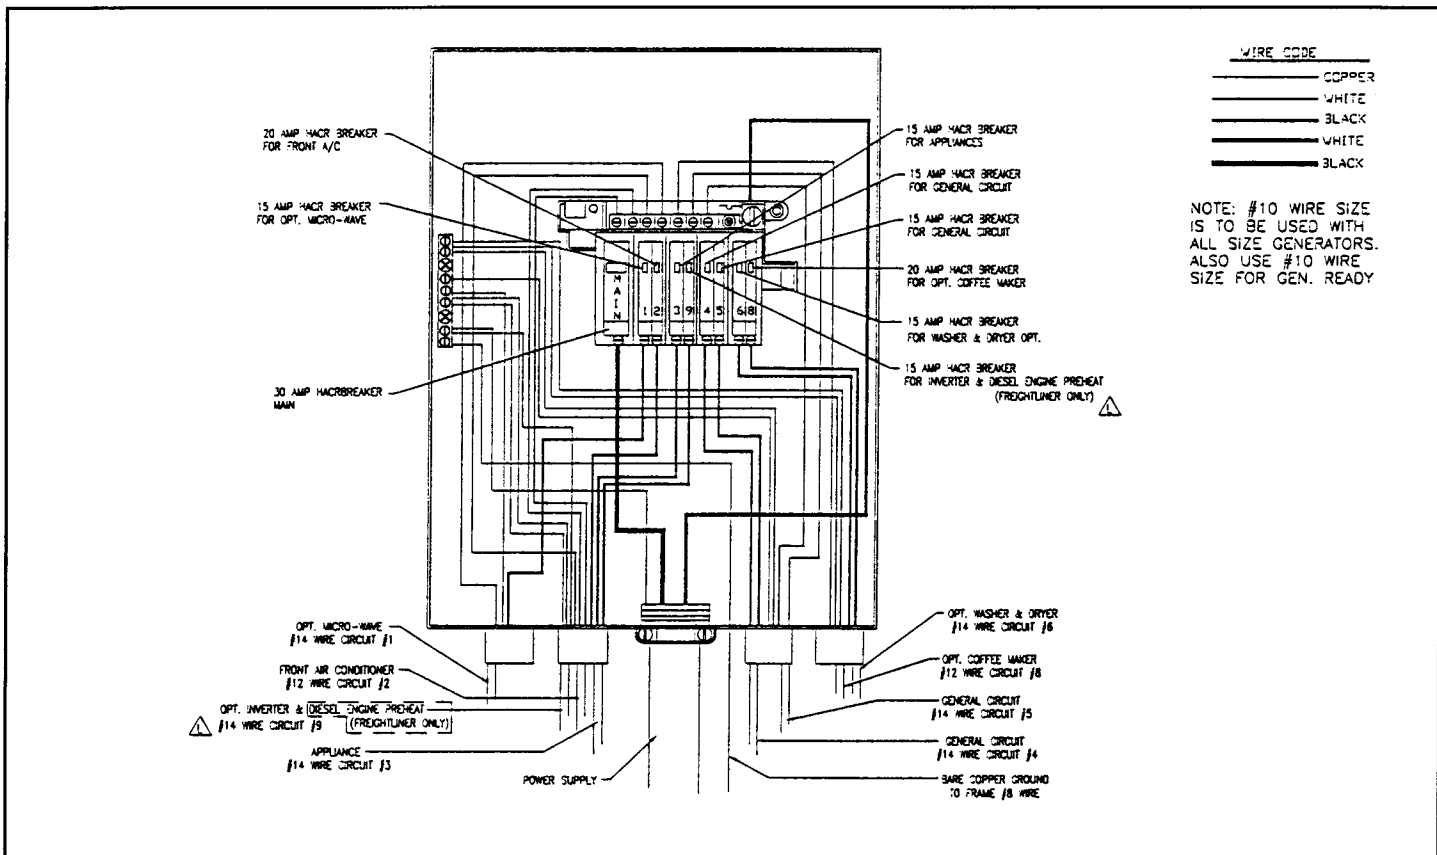 WIRE CODE
COPPER
WHITE
BLACK
WHITE
BLACK
NOTE: #10 WIRE SIZE
IS TO BE USED WITH
ALL SIZE GENERATORS.
ALSO USE #10 WIRE
SIZE FOR GEN. READY
20 AMP HACR BREAKER
FOR FRONT A/C
15 AMP HACR BREAKER
FOR OPT. MICRO-WAVE
30 AMP HACRBREAKER
MAIN
15 AMP HACR BREAKER
FOR APPLIANCES
15 AMP HACR BREAKER
FOR GENERAL CIRCUIT
15 AMP HACR BREAKER
FOR GENERAL CIRCUIT
20 AMP HACR BREAKER
FOR OPT. COFFEE MAKER
15 AMP HACR BREAKER
FOR WASHER & DRYER OPT.
15 AMP HACR BREAKER
FOR INVERTER & DIESEL ENGINE PREHEAT
(FREIGHTLINER ONLY)
MAIN
1 2 3 9 4 5 6 8
OPT. MICRO-WAVE
#14 WIRE CIRCUIT #1
FRONT AIR CONDITIONER
#12 WIRE CIRCUIT #2
OPT. INVERTER & DIESEL ENGINE PREHEAT
#14 WIRE CIRCUIT #9 (FREIGHTLINER ONLY)
APPLIANCE
#14 WIRE CIRCUIT #3
POWER SUPPLY
OPT. WASHER & DRYER
#14 WIRE CIRCUIT #6
OPT. COFFEE MAKER
#12 WIRE CIRCUIT #8
GENERAL CIRCUIT
#14 WIRE CIRCUIT #5
GENERAL CIRCUIT
#14 WIRE CIRCUIT #4
BARE COPPER GROUND
TO FRAME #8 WIRE